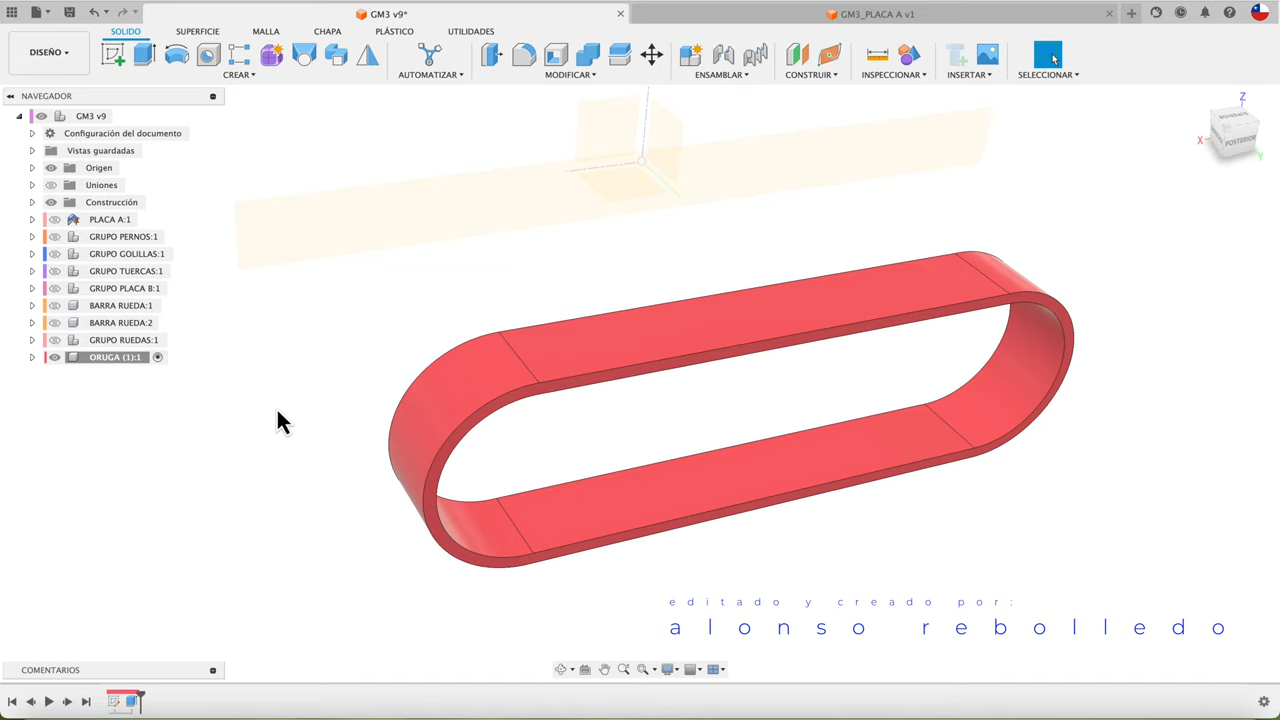 GM3 v9*
GM3_PLACA A v1
DISEÑO
SÓLIDO
SUPERFICIE
MALLA
CHAPA
PLÁSTICO
UTILIDADES
CREAR
AUTOMATIZAR
MODIFICAR
ENSAMBLAR
CONSTRUIR
INSPECCIONAR
INSERTAR
SELECCIONAR
NAVEGADOR
GM3 v9
Configuración del documento
Vistas guardadas
Origen
Uniones
Construcción
PLACA A:1
GRUPO PERNOS:1
GRUPO GOLILLAS:1
GRUPO TUERCAS:1
GRUPO PLACA B:1
BARRA RUEDA:1
BARRA RUEDA:2
GRUPO RUEDAS:1
ORUGA (1):1
Z
X
Y
POSTERIOR
editado y creado por:
alonso rebolledo
COMENTARIOS